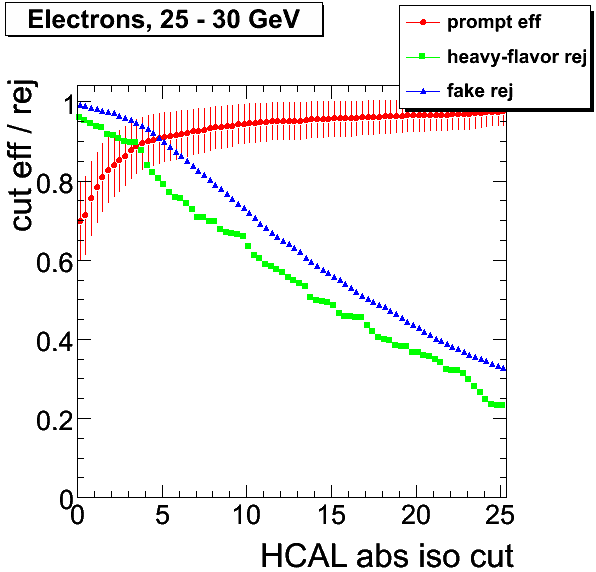 Electrons, 25 - 30 GeV
prompt eff
heavy-flavor rej
fake rej
cut eff / rej
1
0.8
0.6
0.4
0.2
0
0 5 10 15 20 25
HCAL abs iso cut